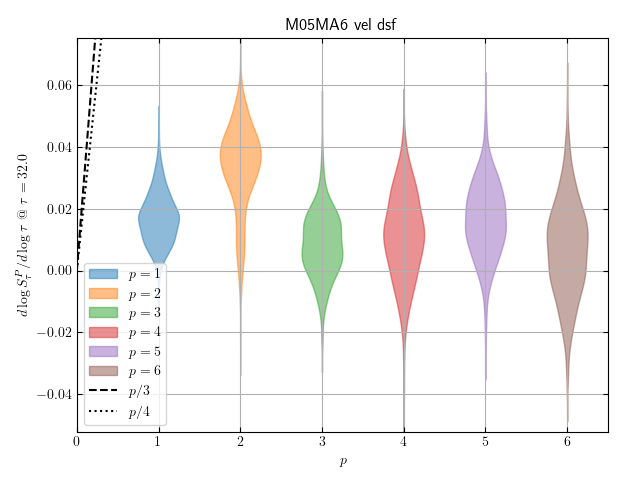 M05MA6 vel dsf
d log S_τ^p / d log τ @ τ = 32.0
0.06
0.04
0.02
0.00
−0.02
−0.04
p = 1
p = 2
p = 3
p = 4
p = 5
p = 6
p/3
p/4
0 1 2 3 4 5 6
p